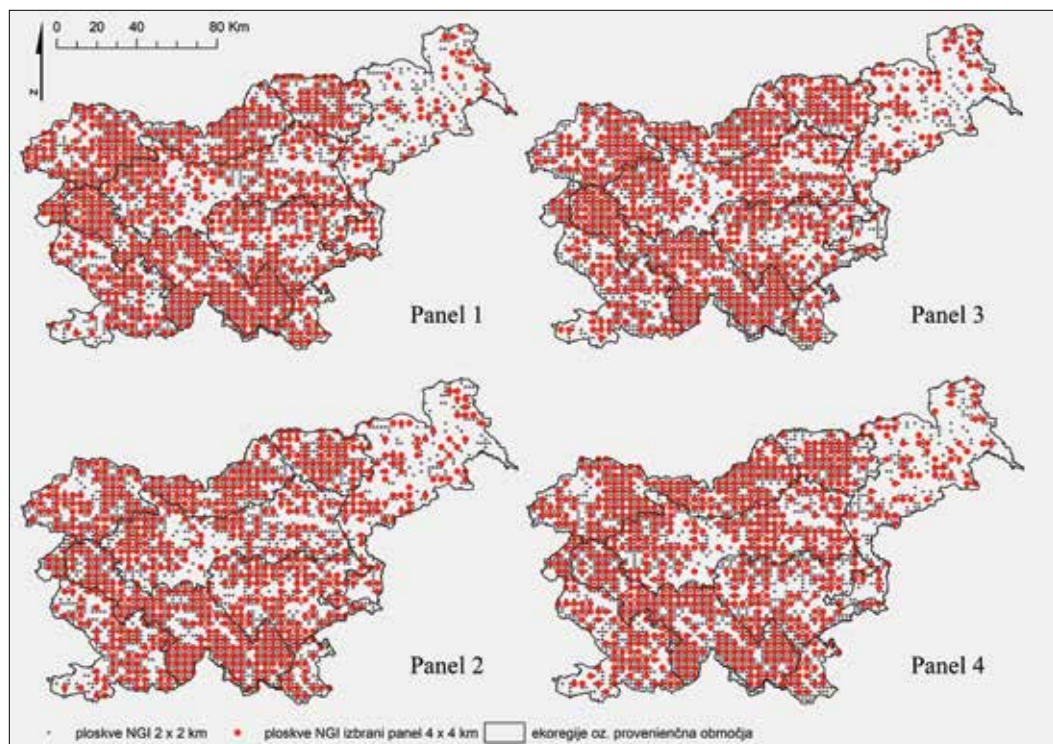 0 20 40 80 Km
z
Panel 1
Panel 3
Panel 2
Panel 4
ploskve NGI 2 x 2 km
ploskve NGI izbrani panel 4 x 4 km
ekoregije oz. provenienčna območja